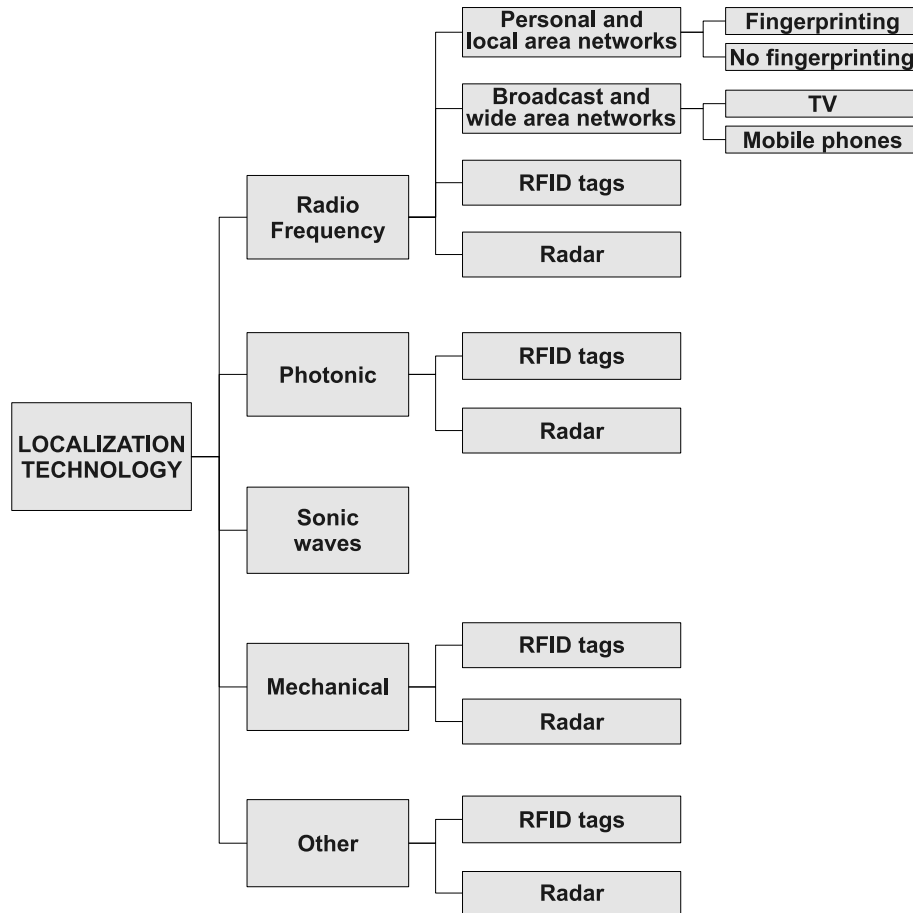 Personal and
local area networks
Fingerprinting
No fingerprinting
Broadcast and
wide area networks
TV
Mobile phones
RFID tags
Radio
Frequency
Radar
RFID tags
Photonic
Radar
LOCALIZATION
TECHNOLOGY
Sonic
waves
RFID tags
Mechanical
Radar
RFID tags
Other
Radar